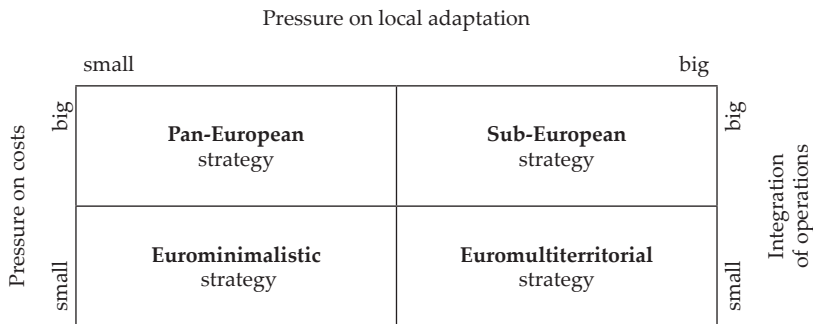 Pressure on local adaptation
small big
big Pan-European Sub-European big
strategy strategy
Pressure on costs
Integration
of operations
small Eurominimalistic Euromultiterritorial small
strategy strategy